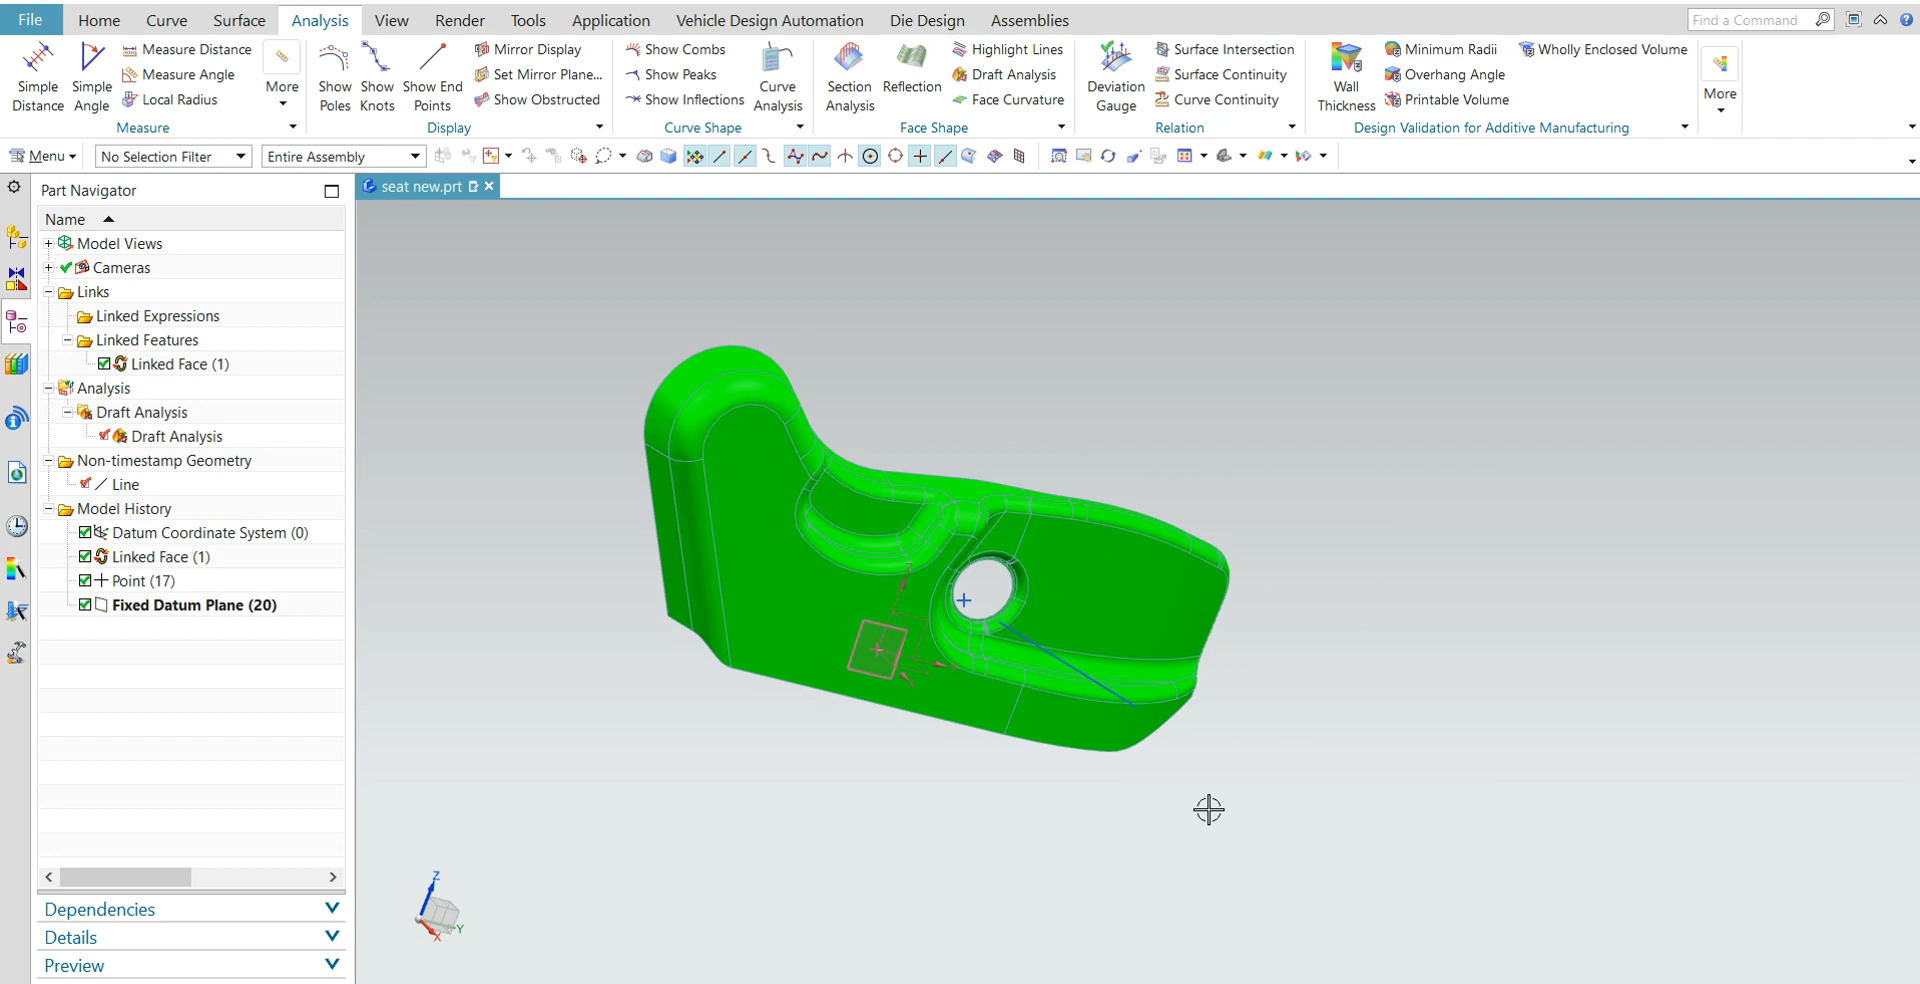 File Home Curve Surface Analysis View Render Tools Application Vehicle Design Automation Die Design Assemblies Find a Command
Simple Distance
Simple Angle
Measure Distance
Measure Angle
Local Radius
More
Measure
Show Poles
Show Knots
Show End Points
Mirror Display
Set Mirror Plane...
Show Obstructed
Display
Show Combs
Show Peaks
Show Inflections
Curve Analysis
Curve Shape
Section Analysis
Reflection
Highlight Lines
Draft Analysis
Face Curvature
Face Shape
Deviation Gauge
Surface Intersection
Surface Continuity
Curve Continuity
Relation
Wall Thickness
Minimum Radii
Overhang Angle
Printable Volume
Wholly Enclosed Volume
Design Validation for Additive Manufacturing
More
Menu No Selection Filter Entire Assembly
Part Navigator
seat new.prt
Name
Model Views
Cameras
Links
Linked Expressions
Linked Features
Linked Face (1)
Analysis
Draft Analysis
Draft Analysis
Non-timestamp Geometry
Line
Model History
Datum Coordinate System (0)
Linked Face (1)
Point (17)
Fixed Datum Plane (20)
Dependencies
Details
Preview
Z
Y
X